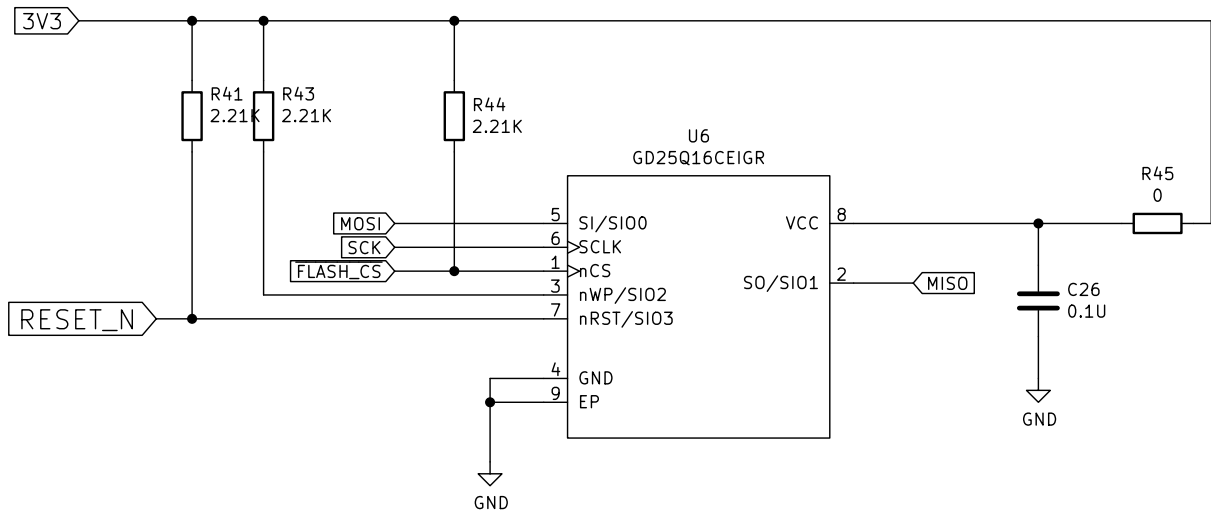 3V3
R41
2.21K
R43
2.21K
R44
2.21K
U6
GD25Q16CEIGR
R45
0
MOSI
5
SI/SIO0
VCC
8
SCK
6
SCLK
FLASH_CS
1
nCS
SO/SIO1
2
MISO
3
nWP/SIO2
C26
0.1U
RESET_N
7
nRST/SIO3
4
GND
9
EP
GND
GND